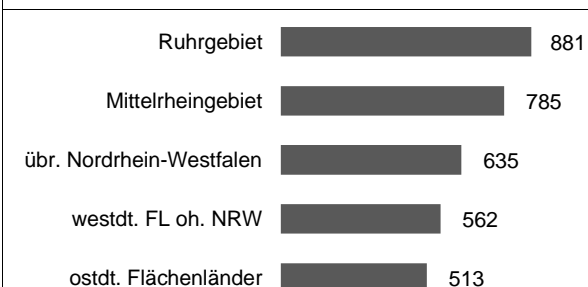 Ruhrgebiet 881
Mittelrheingebiet 785
übr. Nordrhein-Westfalen 635
westdt. FL oh. NRW 562
ostdt. Flächenländer 513